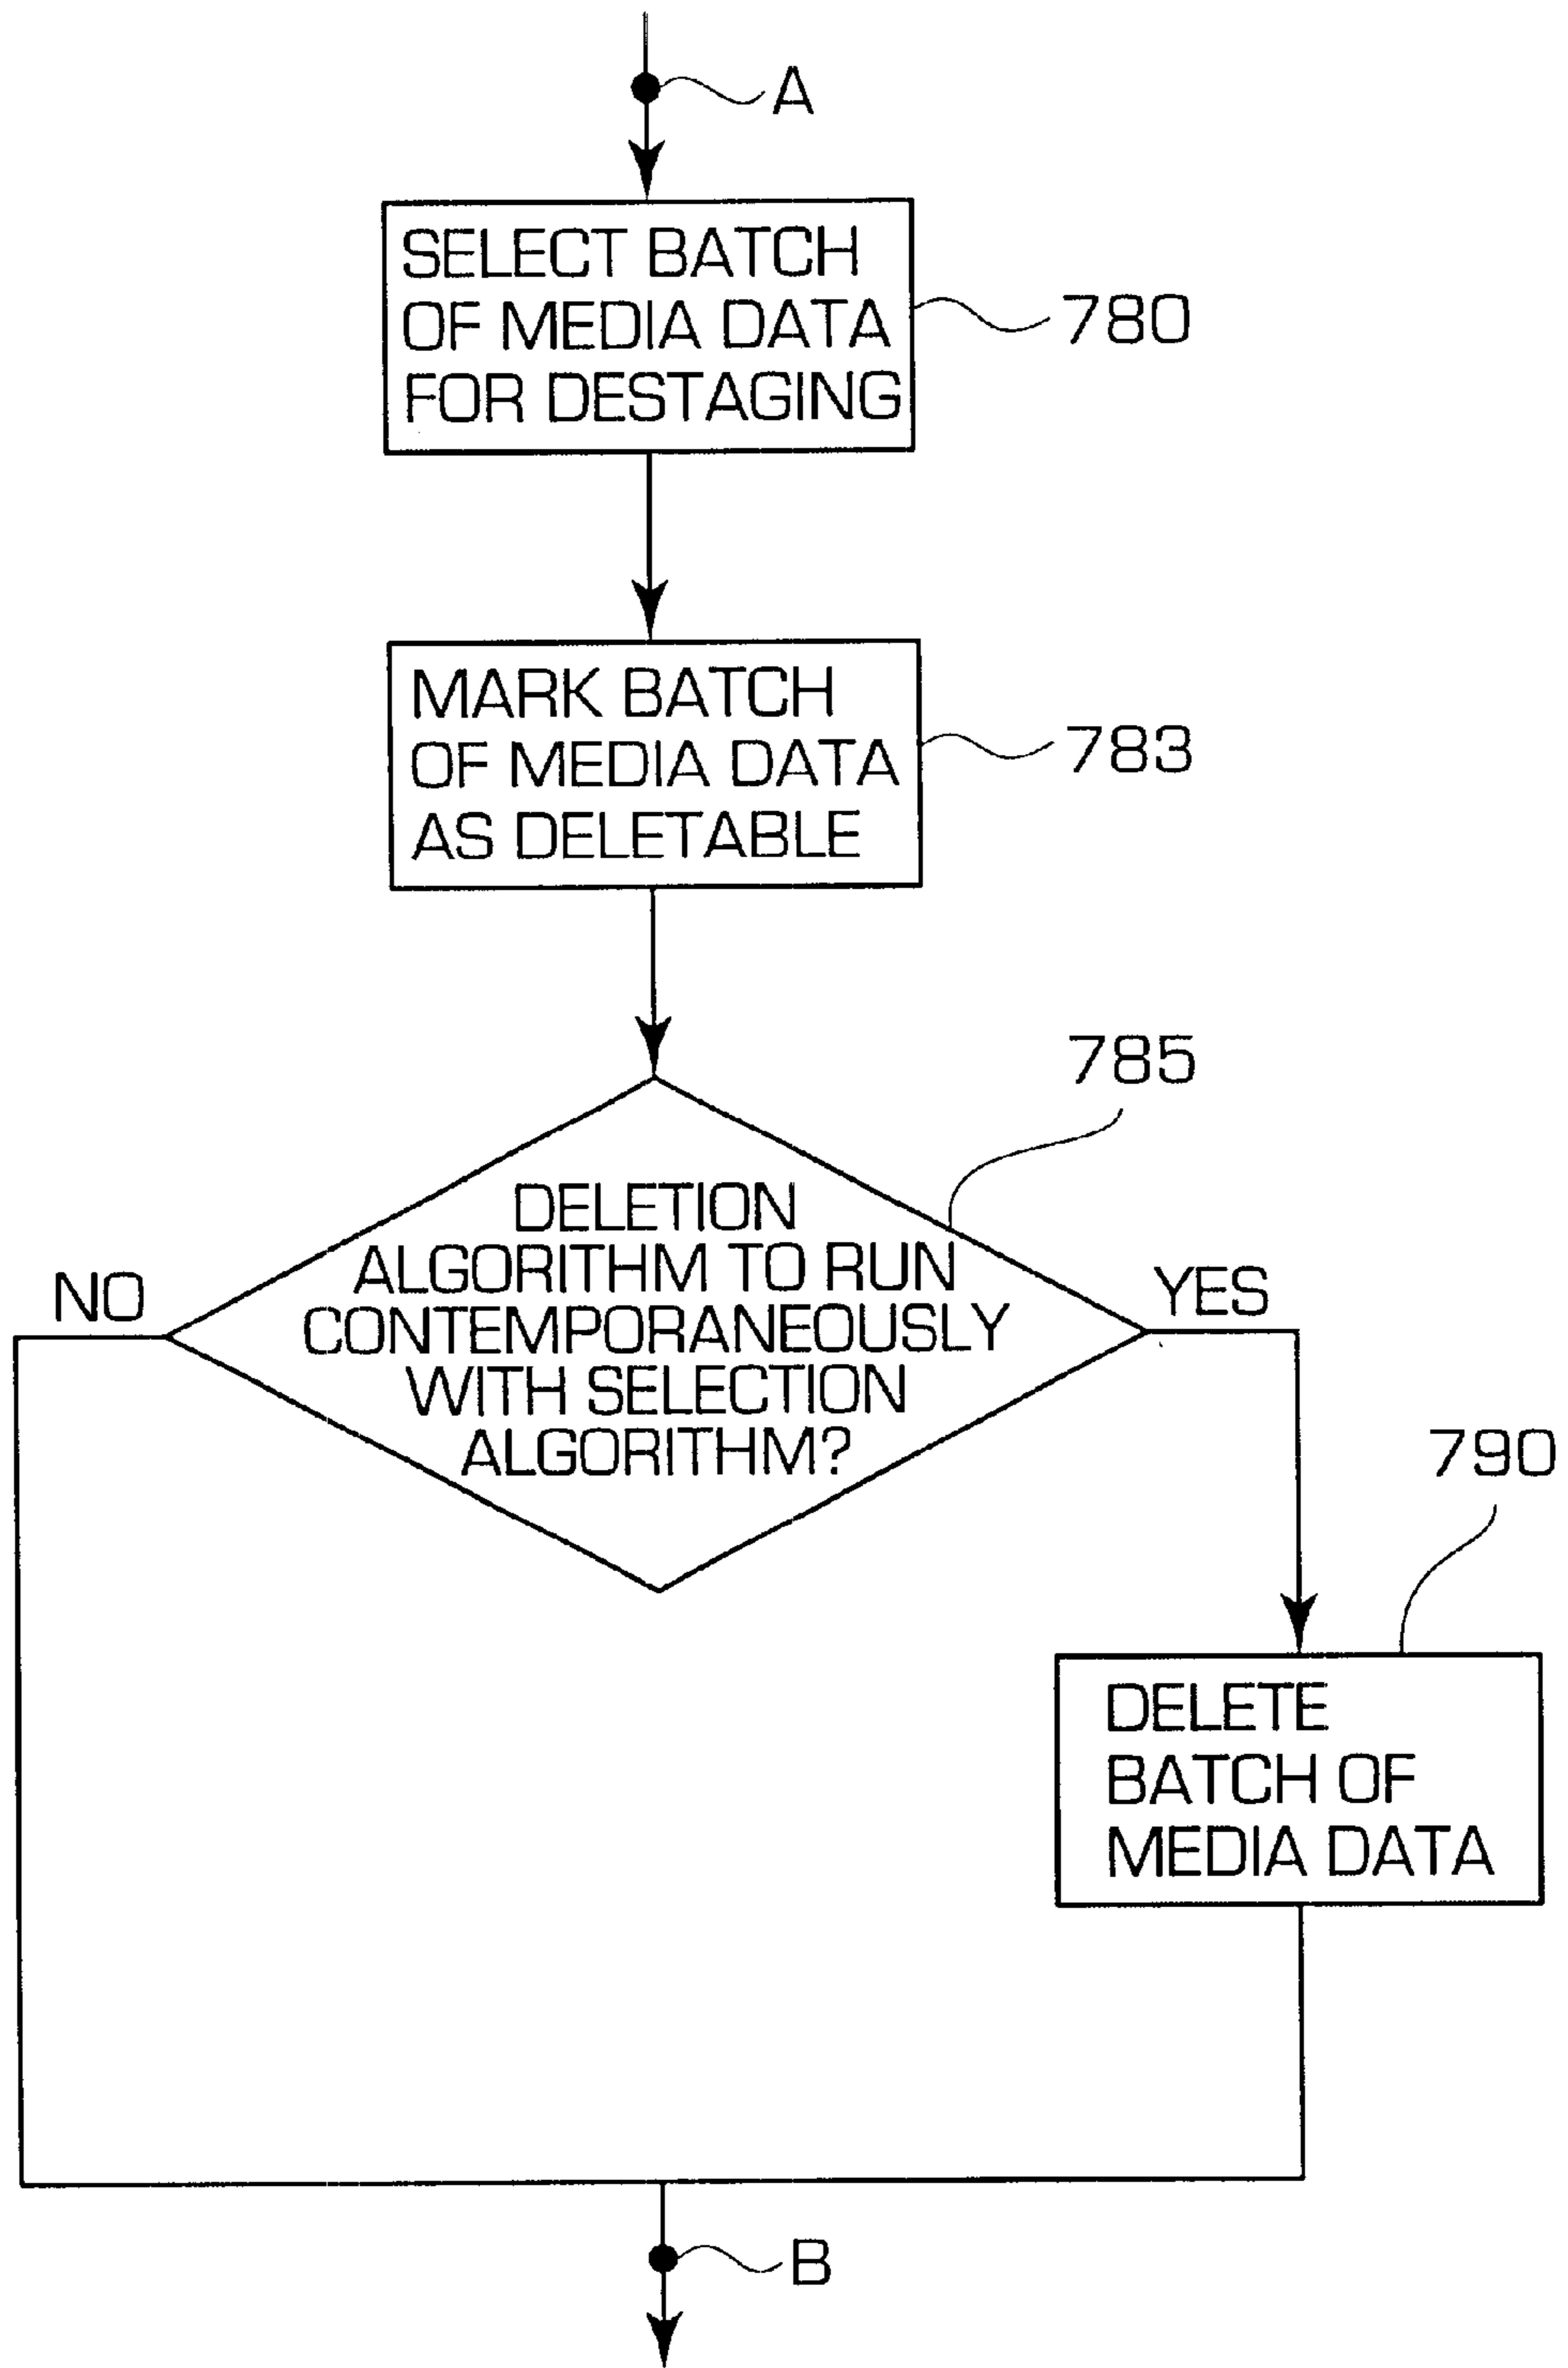 A
SELECT BATCH
OF MEDIA DATA
FOR DESTAGING
780
MARK BATCH
OF MEDIA DATA
AS DELETABLE
783
785
DELETION
ALGORITHM TO RUN
CONTEMPORANEOUSLY
WITH SELECTION
ALGORITHM?
NO
YES
790
DELETE
BATCH OF
MEDIA DATA
B